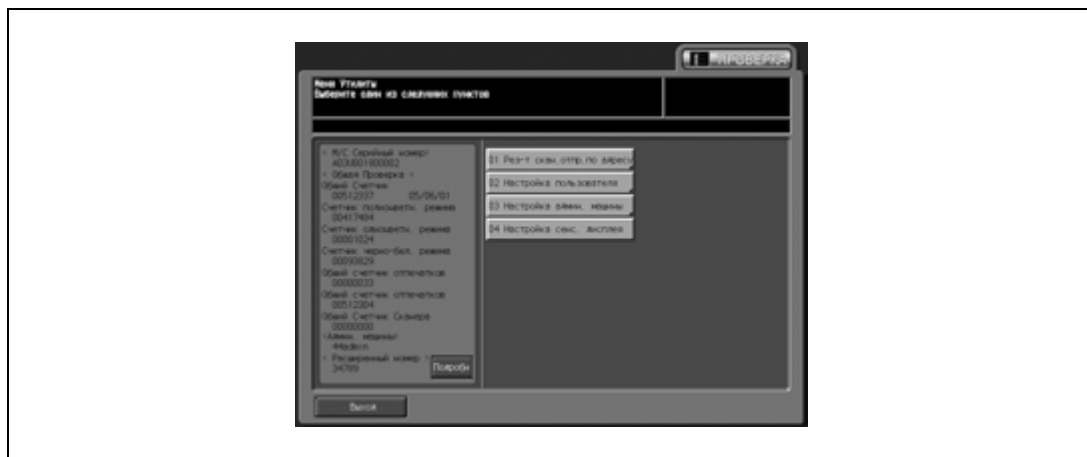 ПРОВЕРКА
Меню Утилиты
Выберите один из следующих пунктов
< М/С Серийный номер>
A03U001800002
< Общая Проверка >
Общий Счетчик
00512337 05/06/01
Счетчик полноцветн. режима
00417484
Счетчик одноцветн. режима
00001024
Счетчик черно-бел. режима
00093829
Общий счетчик отпечатков
00000033
Общий счетчик отпечатков
00512304
Общий Счетчик Сканера
00000000
<Админ. машины>
< Расширенный номер >
34789
Подробн
01 Рез-т скан.отпр.по адресу
02 Настройка пользователя
03 Настройка админ. машины
04 Настройка сенс. дисплея
Выход